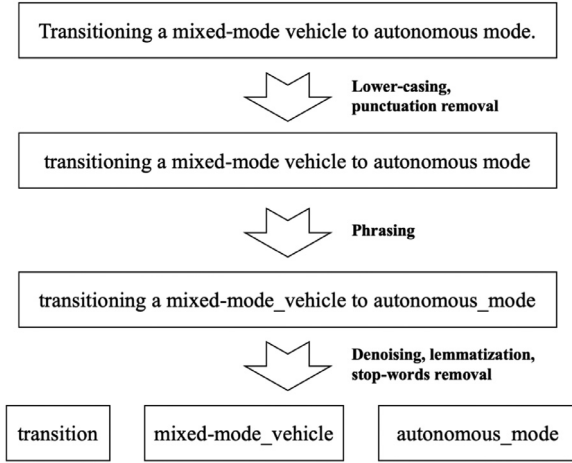 Transitioning a mixed-mode vehicle to autonomous mode.
Lower-casing,
punctuation removal
transitioning a mixed-mode vehicle to autonomous mode
Phrasing
transitioning a mixed-mode_vehicle to autonomous_mode
Denoising, lemmatization,
stop-words removal
transition
mixed-mode_vehicle
autonomous_mode